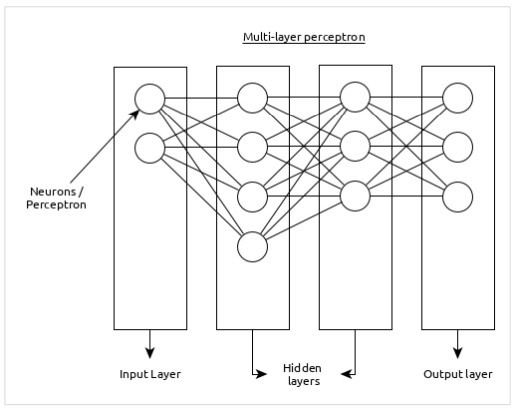 Multi-layer perceptron
Neurons /
Perceptron
Input Layer
Hidden
layers
Output layer